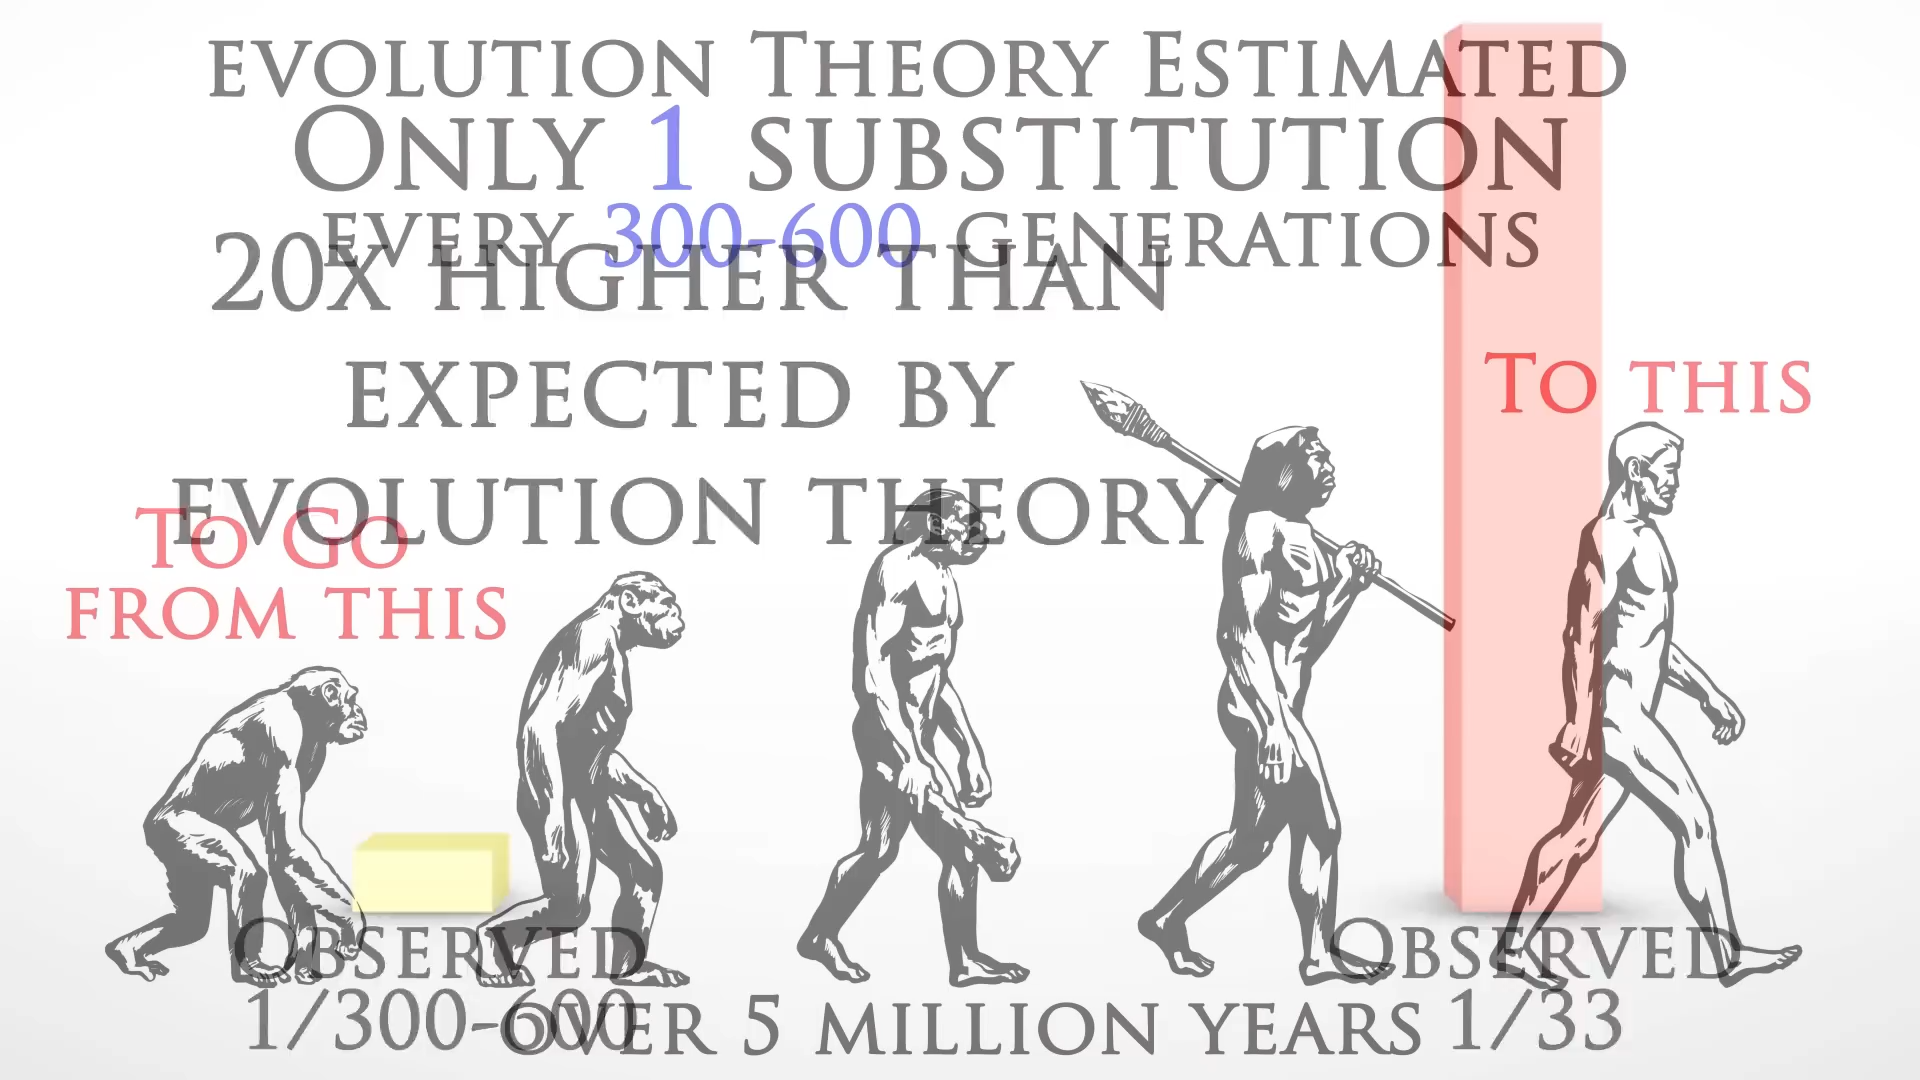 EVOLUTION THEORY ESTIMATED
ONLY 1 SUBSTITUTION
EVERY 300-600 GENERATIONS
20X HIGHER THAN
EXPECTED BY
EVOLUTION THEORY
TO GO
FROM THIS
TO THIS
OBSERVED
1/300-600
OVER 5 MILLION YEARS
OBSERVED
1/33